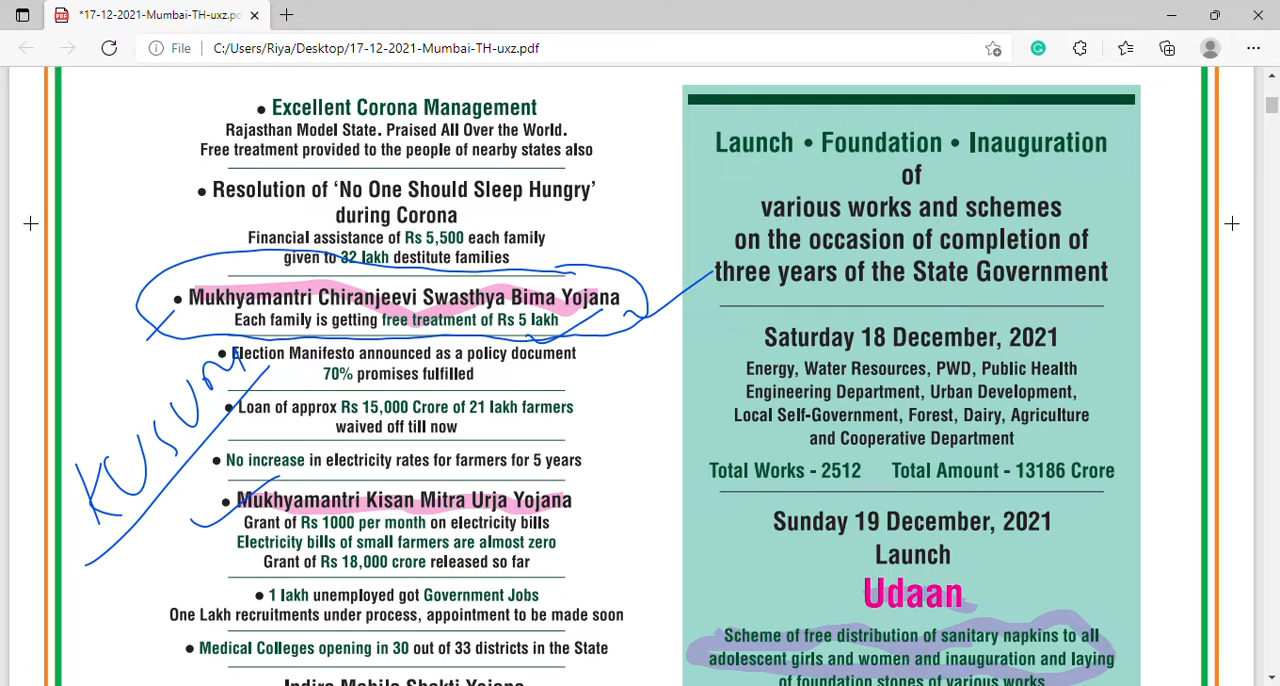 *17-12-2021-Mumbai-TH-uxz.pdf
File
C:/Users/Riya/Desktop/17-12-2021-Mumbai-TH-uxz.pdf
• Excellent Corona Management
Rajasthan Model State. Praised All Over the World.
Free treatment provided to the people of nearby states also
• Resolution of ‘No One Should Sleep Hungry’
during Corona
Financial assistance of Rs 5,500 each family
given to 32 lakh destitute families
• Mukhyamantri Chiranjeevi Swasthya Bima Yojana
Each family is getting free treatment of Rs 5 lakh
• Election Manifesto announced as a policy document
70% promises fulfilled
• Loan of approx Rs 15,000 Crore of 21 lakh farmers
waived off till now
• No increase in electricity rates for farmers for 5 years
• Mukhyamantri Kisan Mitra Urja Yojana
Grant of Rs 1000 per month on electricity bills
Electricity bills of small farmers are almost zero
Grant of Rs 18,000 crore released so far
• 1 lakh unemployed got Government Jobs
One Lakh recruitments under process, appointment to be made soon
• Medical Colleges opening in 30 out of 33 districts in the State
Indira Mahila Shakti Yojana
KUSUM
Launch • Foundation • Inauguration
of
various works and schemes
on the occasion of completion of
three years of the State Government
Saturday 18 December, 2021
Energy, Water Resources, PWD, Public Health
Engineering Department, Urban Development,
Local Self-Government, Forest, Dairy, Agriculture
and Cooperative Department
Total Works - 2512 Total Amount - 13186 Crore
Sunday 19 December, 2021
Launch
Udaan
Scheme of free distribution of sanitary napkins to all
adolescent girls and women and inauguration and laying
of foundation stones of various works